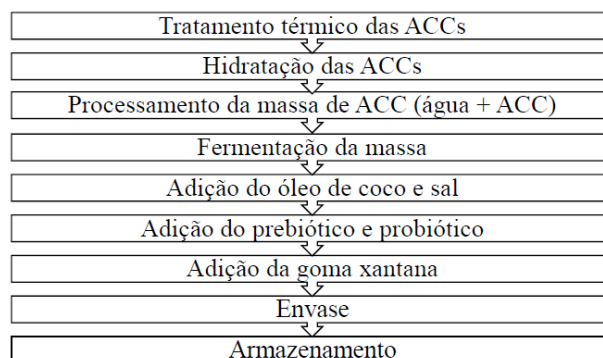 Tratamento térmico das ACCs
Hidratação das ACCs
Processamento da massa de ACC (água + ACC)
Fermentação da massa
Adição do óleo de coco e sal
Adição do prebiótico e probiótico
Adição da goma xantana
Envase
Armazenamento